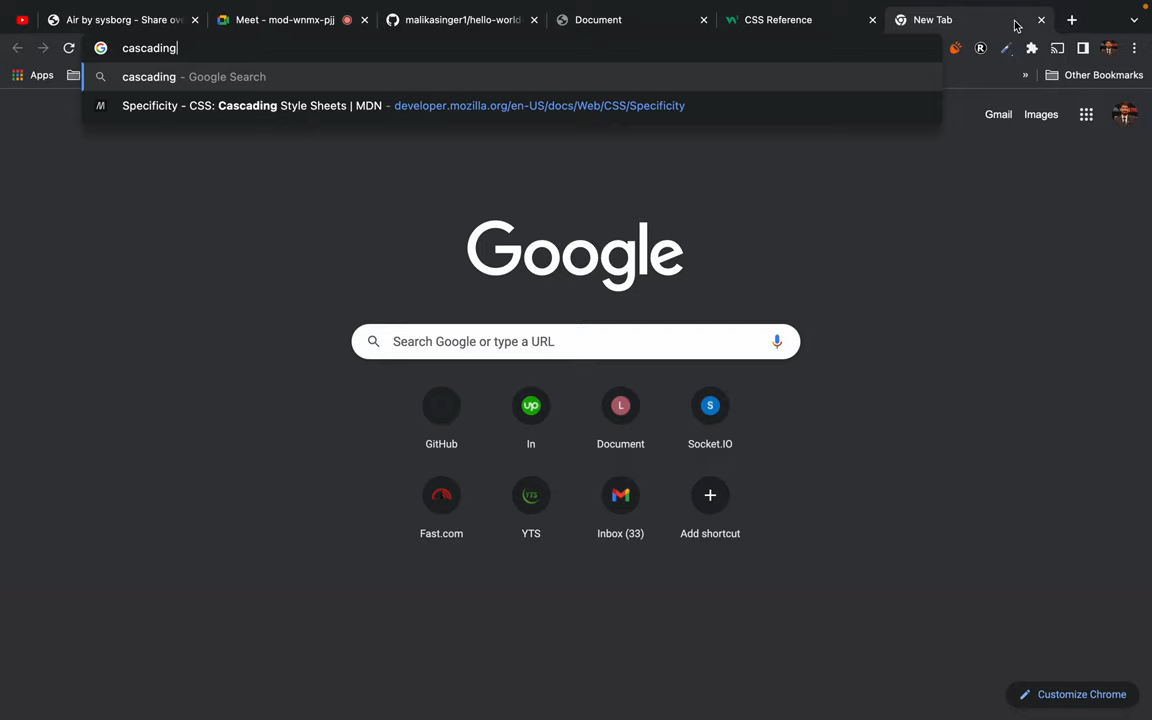 Air by sysborg - Share ove
Meet - mod-wnmx-pjj
malikasinger1/hello-world
Document
CSS Reference
New Tab
cascading
Apps
cascading - Google Search
Other Bookmarks
Specificity - CSS: Cascading Style Sheets | MDN - developer.mozilla.org/en-US/docs/Web/CSS/Specificity
Gmail
Images
Google
Search Google or type a URL
GitHub
In
Document
Socket.IO
Fast.com
YTS
Inbox (33)
Add shortcut
Customize Chrome